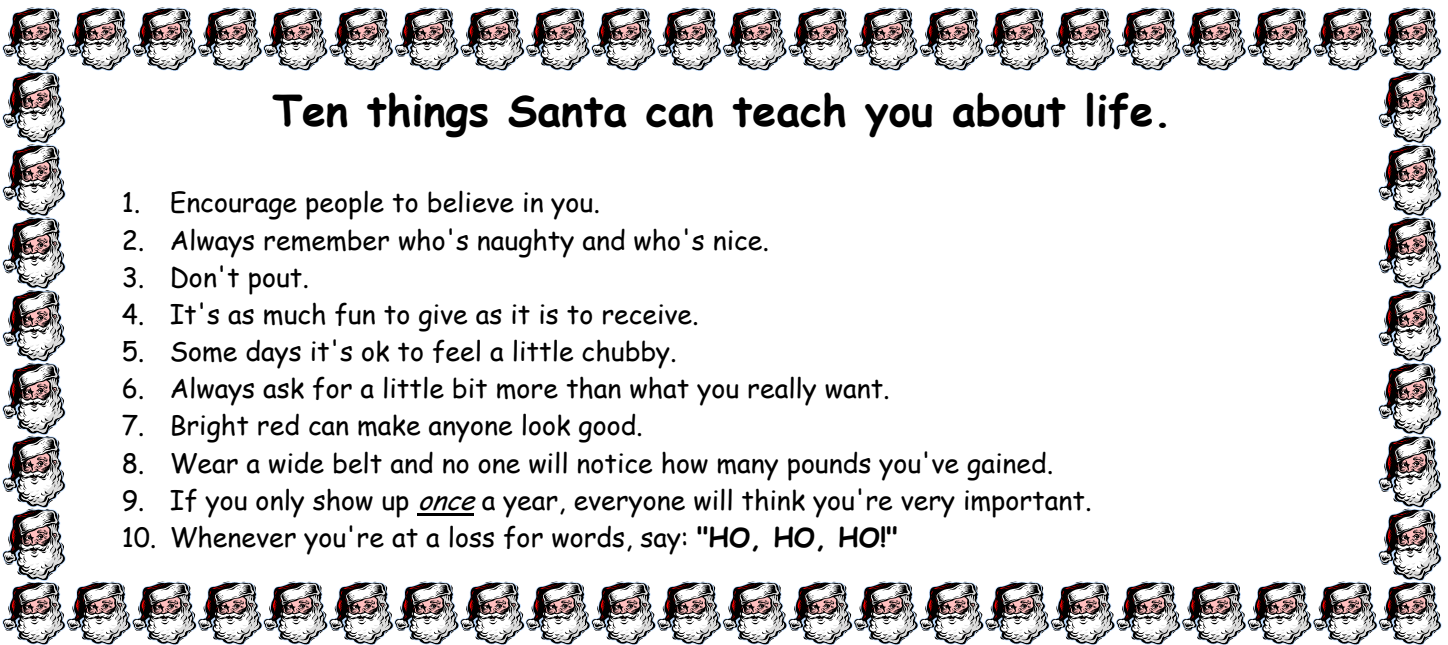 Ten things Santa can teach you about life.
1. Encourage people to believe in you.
2. Always remember who's naughty and who's nice.
3. Don't pout.
4. It's as much fun to give as it is to receive.
5. Some days it's ok to feel a little chubby.
6. Always ask for a little bit more than what you really want.
7. Bright red can make anyone look good.
8. Wear a wide belt and no one will notice how many pounds you've gained.
9. If you only show up once a year, everyone will think you're very important.
10. Whenever you're at a loss for words, say: "HO, HO, HO!"